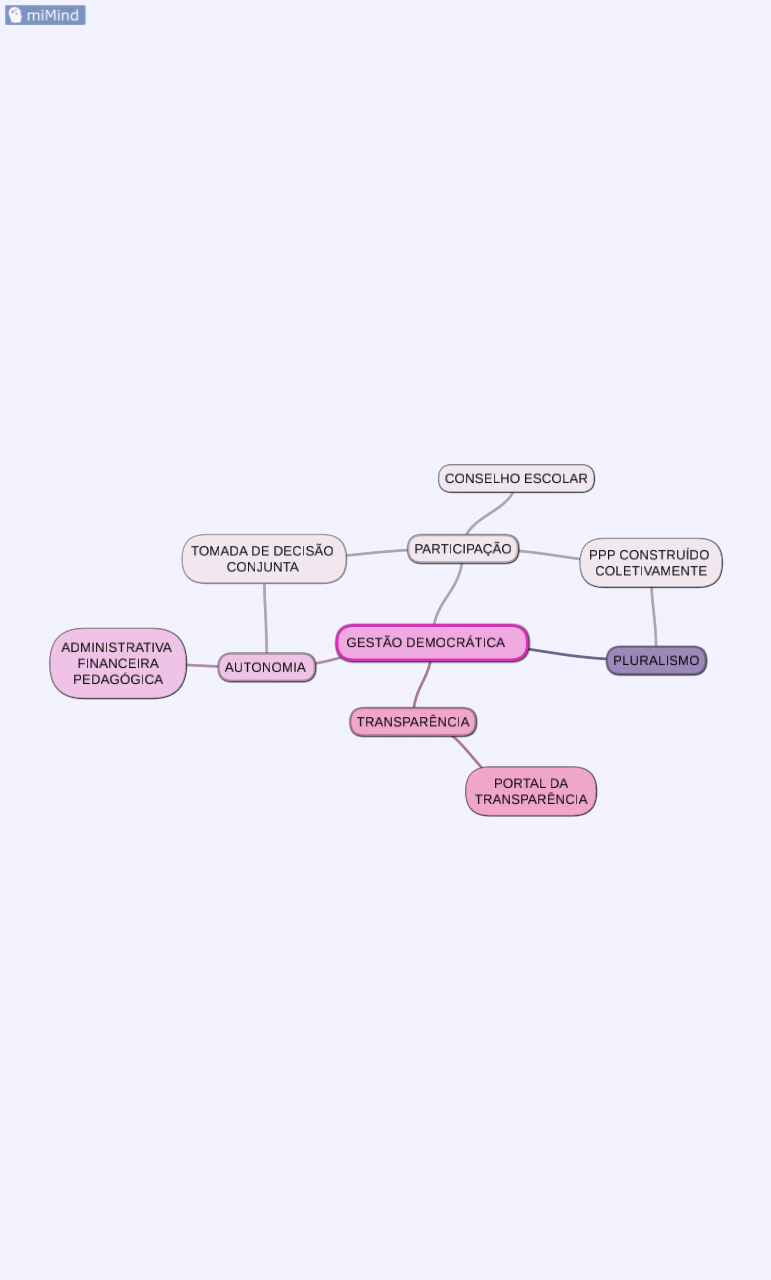 miMind
CONSELHO ESCOLAR
TOMADA DE DECISÃO
CONJUNTA
PARTICIPAÇÃO
PPP CONSTRUÍDO
COLETIVAMENTE
ADMINISTRATIVA
FINANCEIRA
PEDAGÓGICA
AUTONOMIA
GESTÃO DEMOCRÁTICA
PLURALISMO
TRANSPARÊNCIA
PORTAL DA
TRANSPARÊNCIA